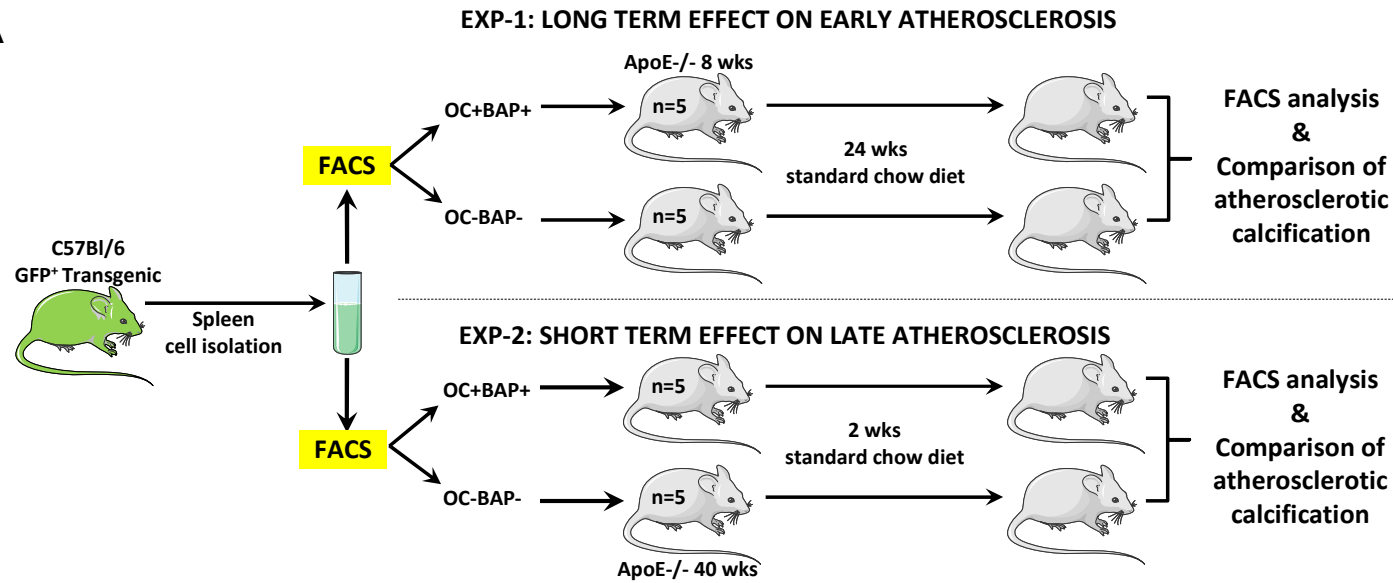 A
EXP-1: LONG TERM EFFECT ON EARLY ATHEROSCLEROSIS
ApoE-/- 8 wks
OC+BAP+
n=5
FACS
24 wks
standard chow diet
OC-BAP-
n=5
FACS analysis
&
Comparison of
atherosclerotic
calcification
C57Bl/6
GFP⁺ Transgenic
Spleen
cell isolation
EXP-2: SHORT TERM EFFECT ON LATE ATHEROSCLEROSIS
OC+BAP+
n=5
FACS
2 wks
standard chow diet
OC-BAP-
n=5
ApoE-/- 40 wks
FACS analysis
&
Comparison of
atherosclerotic
calcification